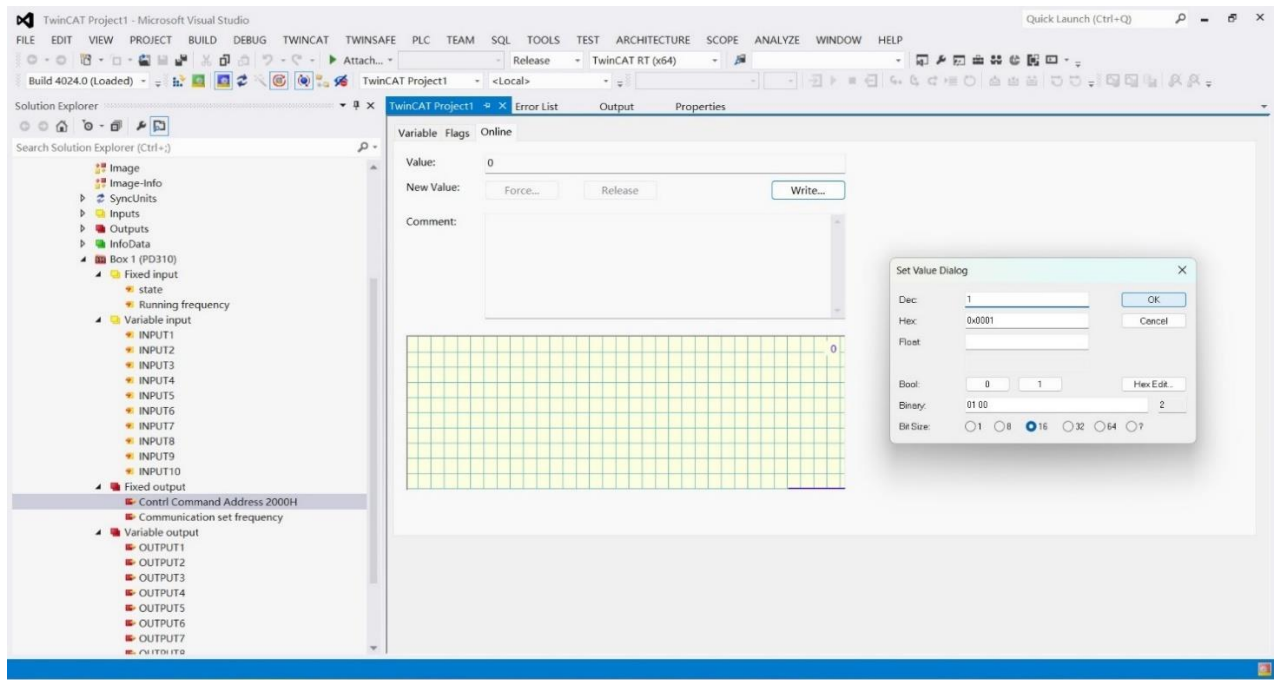 TwinCAT Project1 - Microsoft Visual Studio
Quick Launch (Ctrl+Q)
FILE EDIT VIEW PROJECT BUILD DEBUG TWINCAT TWINSAFE PLC TEAM SQL TOOLS TEST ARCHITECTURE SCOPE ANALYZE WINDOW HELP
Attach... Release TwinCAT RT (x64)
Build 4024.0 (Loaded) TwinCAT Project1 <Local>
Solution Explorer
Search Solution Explorer (Ctrl+;)
Image
Image-Info
SyncUnits
Inputs
Outputs
InfoData
Box 1 (PD310)
Fixed input
state
Running frequency
Variable input
INPUT1
INPUT2
INPUT3
INPUT4
INPUT5
INPUT6
INPUT7
INPUT8
INPUT9
INPUT10
Fixed output
Contrl Command Address 2000H
Communication set frequency
Variable output
OUTPUT1
OUTPUT2
OUTPUT3
OUTPUT4
OUTPUT5
OUTPUT6
OUTPUT7
OUTPUT8
TwinCAT Project1 Error List Output Properties
Variable Flags Online
Value: 0
New Value: Force... Release Write...
Comment:
0
Set Value Dialog
Dec: 1 OK
Hex: 0x0001 Cancel
Float:
Bool: 0 1 Hex Edit...
Binary: 01 00 2
Bit Size: 1 8 16 32 64 ?